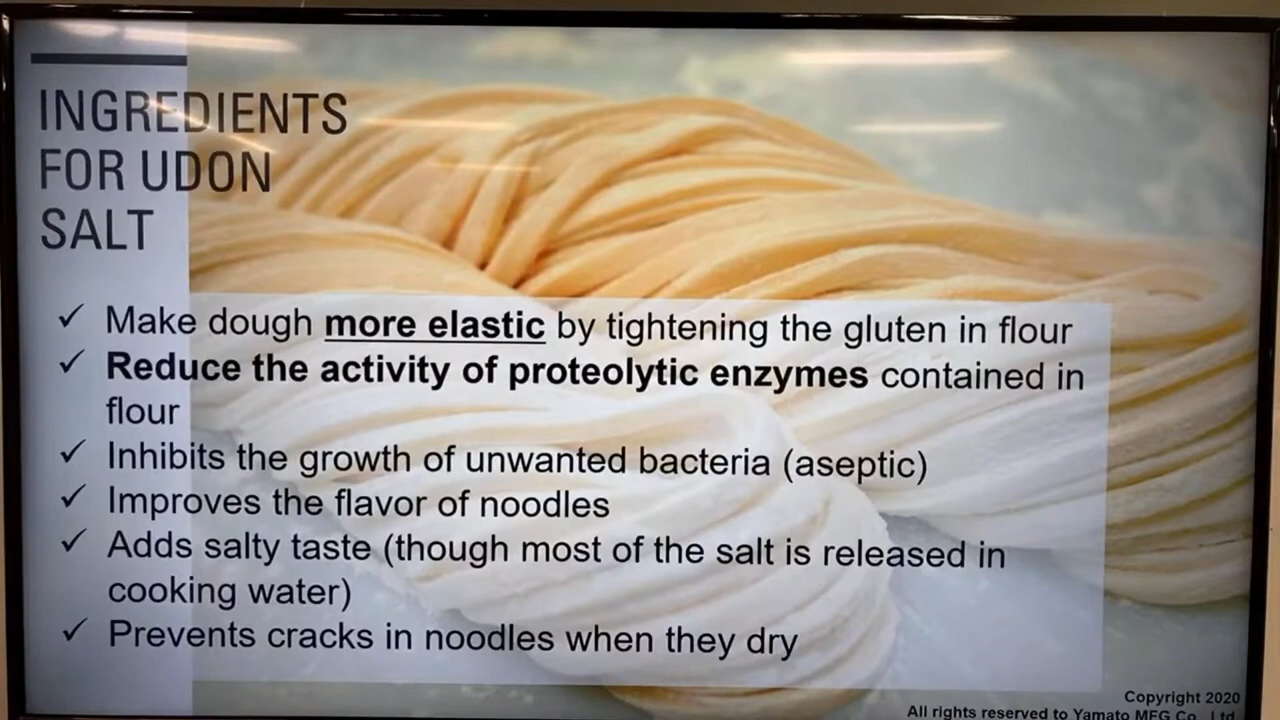 INGREDIENTS
FOR UDON
SALT
✓ Make dough more elastic by tightening the gluten in flour
✓ Reduce the activity of proteolytic enzymes contained in
flour
✓ Inhibits the growth of unwanted bacteria (aseptic)
✓ Improves the flavor of noodles
✓ Adds salty taste (though most of the salt is released in
cooking water)
✓ Prevents cracks in noodles when they dry
Copyright 2020
All rights reserved to Yamato MFG Co., Ltd.